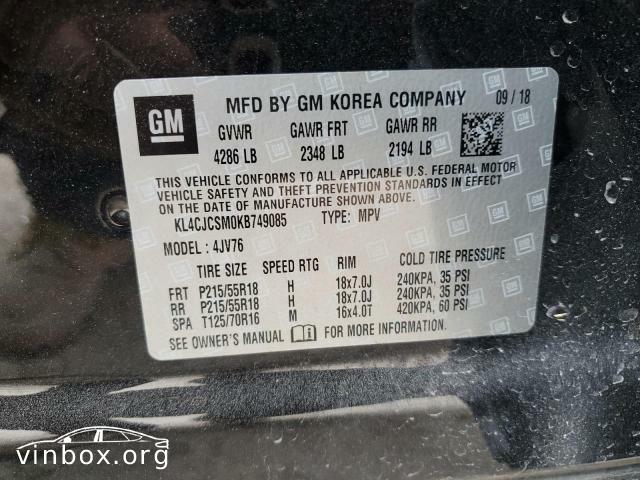 GM MFD BY GM KOREA COMPANY 09 / 18
GVWR GAWR FRT GAWR RR
4286 LB 2348 LB 2194 LB
THIS VEHICLE CONFORMS TO ALL APPLICABLE U.S. FEDERAL MOTOR
VEHICLE SAFETY AND THEFT PREVENTION STANDARDS IN EFFECT
ON THE DATE OF MANUFACTURE SHOWN ABOVE.
KL4CJCSM0KB749085 TYPE: MPV
MODEL : 4JV76
TIRE SIZE SPEED RTG RIM COLD TIRE PRESSURE
FRT P215/55R18 H 18x7.0J 240KPA, 35 PSI
RR P215/55R18 H 18x7.0J 240KPA, 35 PSI
SPA T125/70R16 M 16x4.0T 420KPA, 60 PSI
SEE OWNER'S MANUAL FOR MORE INFORMATION.
vinbox.org